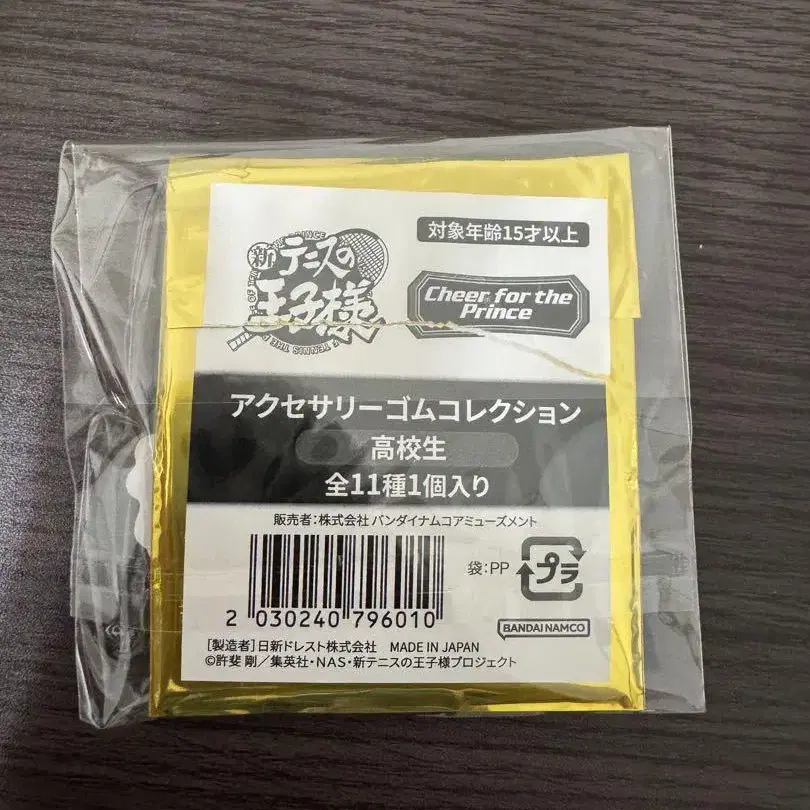 対象年齢15才以上
新テニスの
王子様
Cheer for the
Prince
アクセサリーゴムコレクション
高校生
全11種1個入り
販売者:株式会社 バンダイナムコアミューズメント
袋:PP プラ
2 030240 796010
BANDAI NAMCO
[製造者]日新ドレスト株式会社 MADE IN JAPAN
©許斐 剛/集英社・NAS・新テニスの王子様プロジェクト